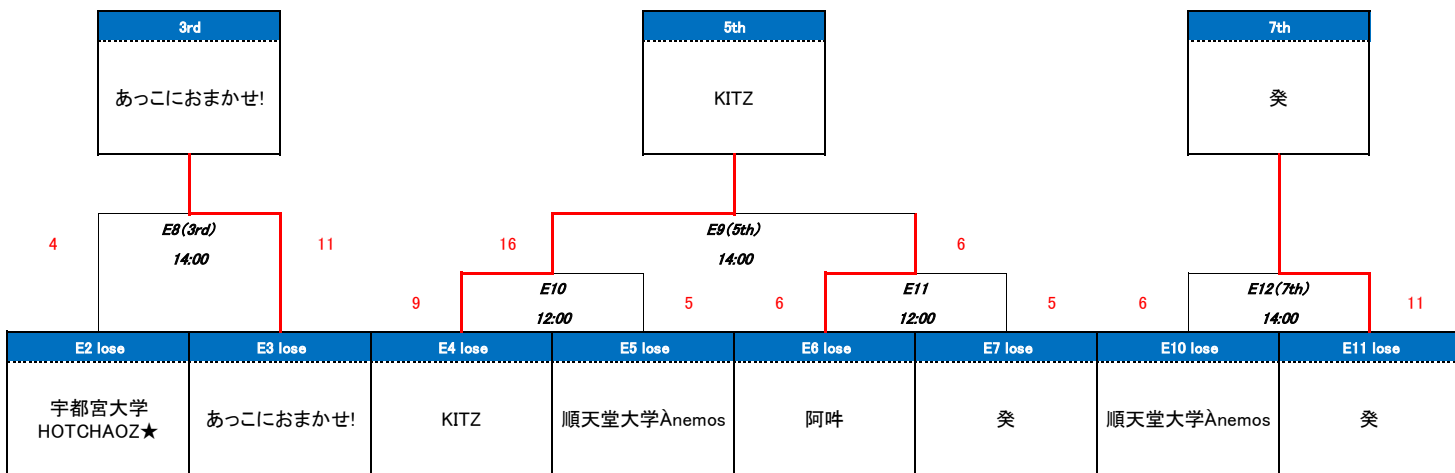 3rd
5th
7th
あっこにおまかせ!
KITZ
癸
E8(3rd)
E9(5th)
4
11
16
6
14:00
14:00
E10
E11
E12(7th)
9
5
6
5
6
11
12:00
12:00
14:00
E2 lose
E3 lose
E4 lose
E5 lose
E6 lose
E7 lose
E10 lose
E11 lose
宇都宮大学
HOTCHAOZ★
あっこにおまかせ!
KITZ
順天堂大学Ànemos
阿吽
癸
順天堂大学Ànemos
癸